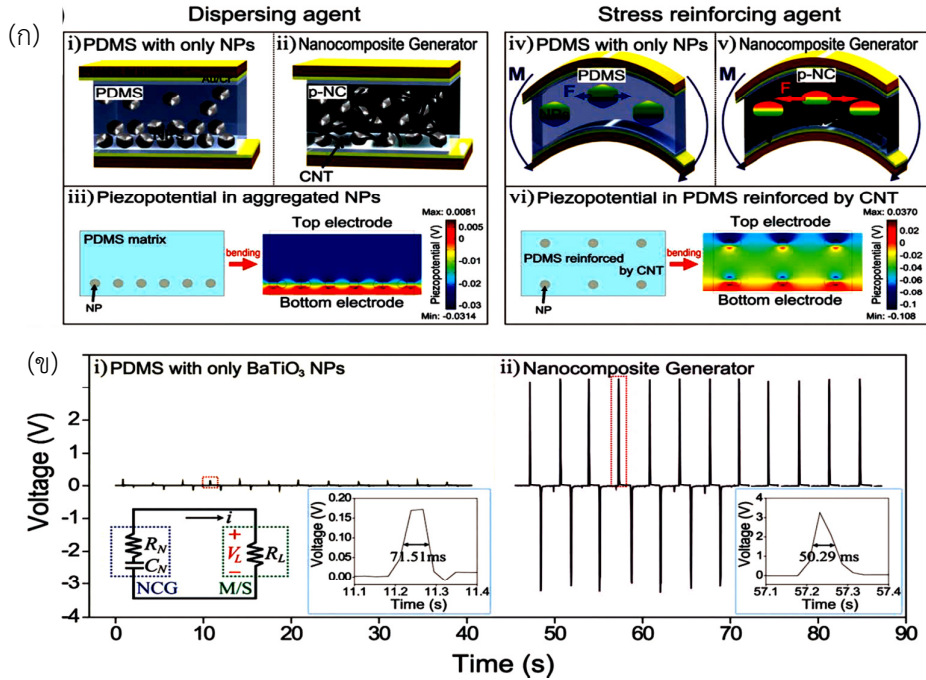 (ก)
Dispersing agent
Stress reinforcing agent
i) PDMS with only NPs
ii) Nanocomposite Generator
iv) PDMS with only NPs
v) Nanocomposite Generator
Au/Cr
PDMS
p-NC
CNT
M
PDMS
F
M
p-NC
F
iii) Piezopotential in aggregated NPs
PDMS matrix
NP
bending
Top electrode
Bottom electrode
Max: 0.0081
0.005
-0.01
-0.02
-0.03
Min: -0.0314
Piezopotential (V)
vi) Piezopotential in PDMS reinforced by CNT
PDMS reinforced
by CNT
NP
bending
Top electrode
Bottom electrode
Max: 0.0370
0.02
0
-0.02
-0.04
-0.06
-0.08
-0.1
Min: -0.108
Piezopotential (V)
(ข)
i) PDMS with only BaTiO₃ NPs
ii) Nanocomposite Generator
Voltage (V)
3
2
1
0
-1
-2
-3
-4
i
R_N
C_N
NCG
+
V_L
−
R_L
M/S
Voltage (V)
0.20
0.15
0.10
0.05
0.00
71.51ms
11.1 11.2 11.3 11.4
Time (s)
Voltage (V)
4
3
2
1
0
50.29 ms
57.1 57.2 57.3 57.4
Time (s)
0 10 20 30 40 50 60 70 80 90
Time (s)